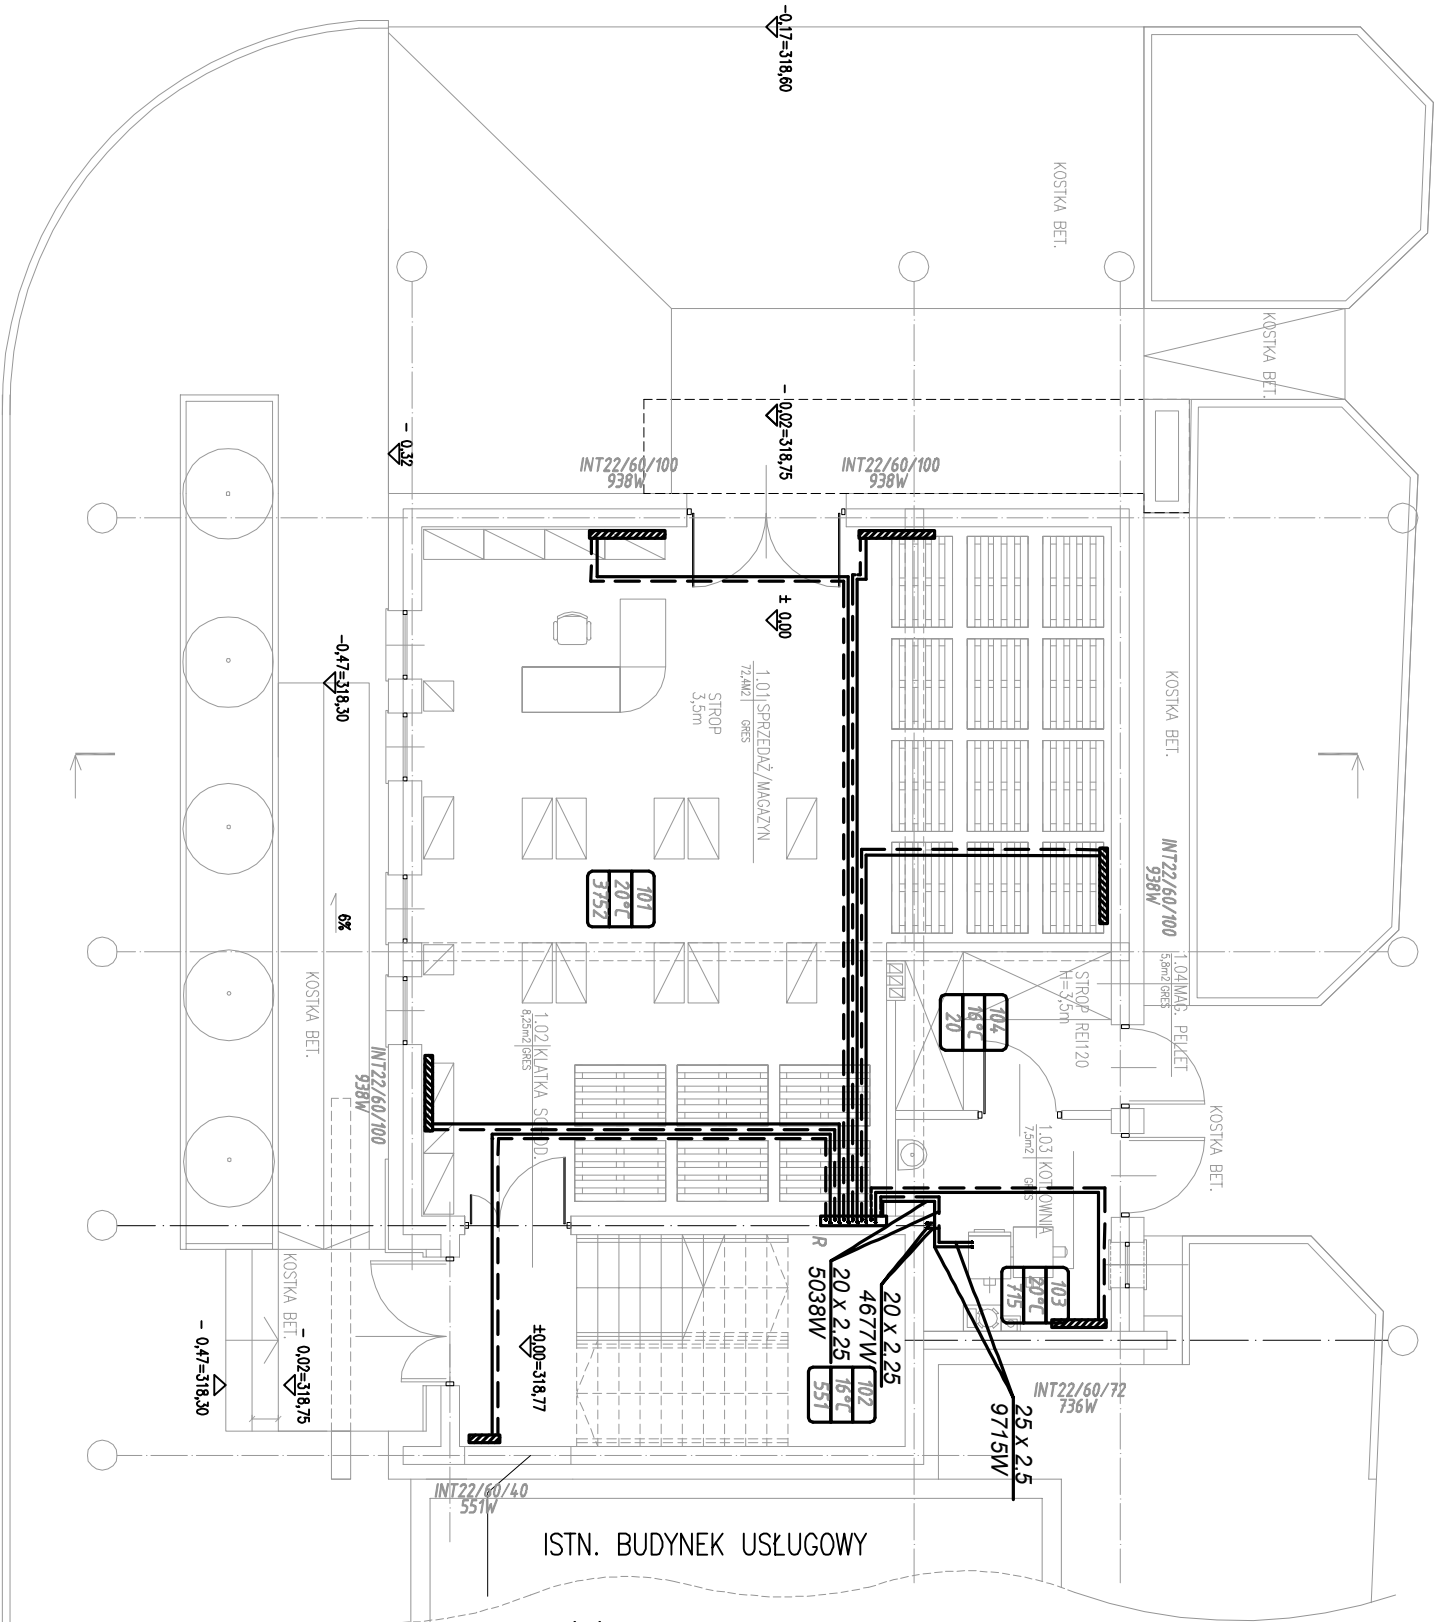 -0,17=318,60
KOSTKA BET.
KOSTKA BET.
- 0,02=318,75
- 0,32
INT22/60/100
938W
INT22/60/100
938W
± 0,00
-0,47=318,30
1.01 SPRZEDAŻ/MAGAZYN
72,4M2 GRES
STROP
3,5m
KOSTKA BET.
INT22/60/100
938W
101
20°C
3752
6%
KOSTKA BET.
1.04 MAG. PELLET
5,8m2 GRES
STROP REI120
H=3,5m
104
16°C
20
1.02 KLATKA SCHOD.
8,25m2 GRES
INT22/60/100
938W
1.03 KOTŁOWNIA
7,5m2 GRES
KOSTKA BET.
R
20 x 2,25
5038W
20 x 2,25
4677W
103
20°C
715
102
16°C
551
INT22/60/72
736W
25 x 2,5
9715W
KOSTKA BET.
±0,00=318,77
- 0,02=318,75
- 0,47=318,30
INT22/60/40
551W
ISTN. BUDYNEK USŁUGOWY